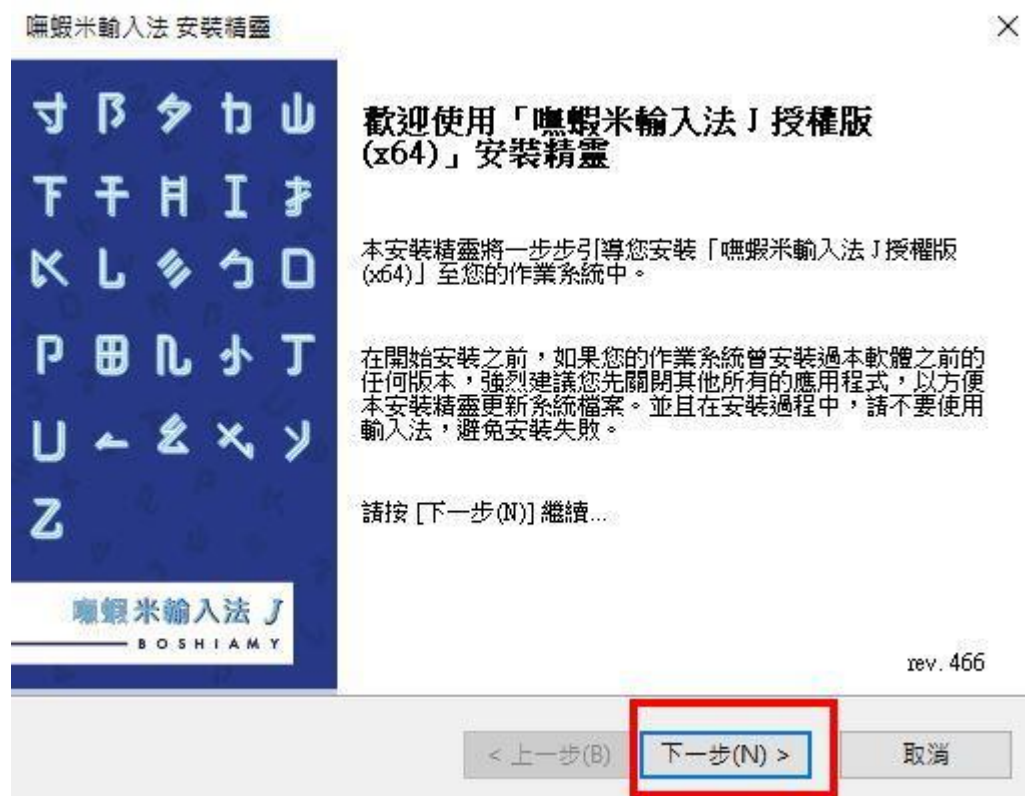 嘸蝦米輸入法 安裝精靈
歡迎使用「嘸蝦米輸入法 J 授權版
(x64)」安裝精靈
本安裝精靈將一步步引導您安裝「嘸蝦米輸入法 J 授權版
(x64)」至您的作業系統中。
在開始安裝之前，如果您的作業系統曾安裝過本軟體之前的
任何版本，強烈建議您先關閉其他所有的應用程式，以方便
本安裝精靈更新系統檔案。並且在安裝過程中，請不要使用
輸入法，避免安裝失敗。
請按 [下一步(N)] 繼續...
嘸蝦米輸入法 J
BOSHIAMY
rev. 466
< 上一步(B)
下一步(N) >
取消